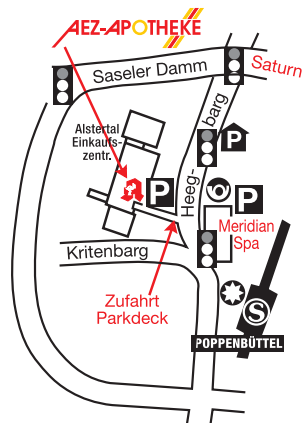 AEZ-APOTHEKE
Saseler Damm
Saturn
Alstertal
Einkaufs-
zentr.
Heeg-
barg
P
P
P
Meridian
Spa
Kritenbarg
Zufahrt
Parkdeck
S
POPPENBÜTTEL